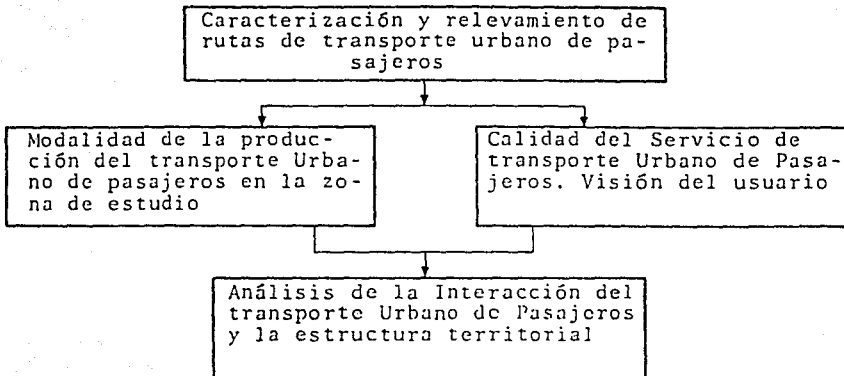 Caracterización y relevamiento de
rutas de transporte urbano de pa-
sajeros
Modalidad de la produc-
ción del transporte Urba-
no de pasajeros en la zo-
na de estudio
Calidad del Servicio de
transporte Urbano de Pasa-
jeros. Visión del usuario
Análisis de la Interacción del
transporte Urbano de Pasajeros
y la estructura territorial